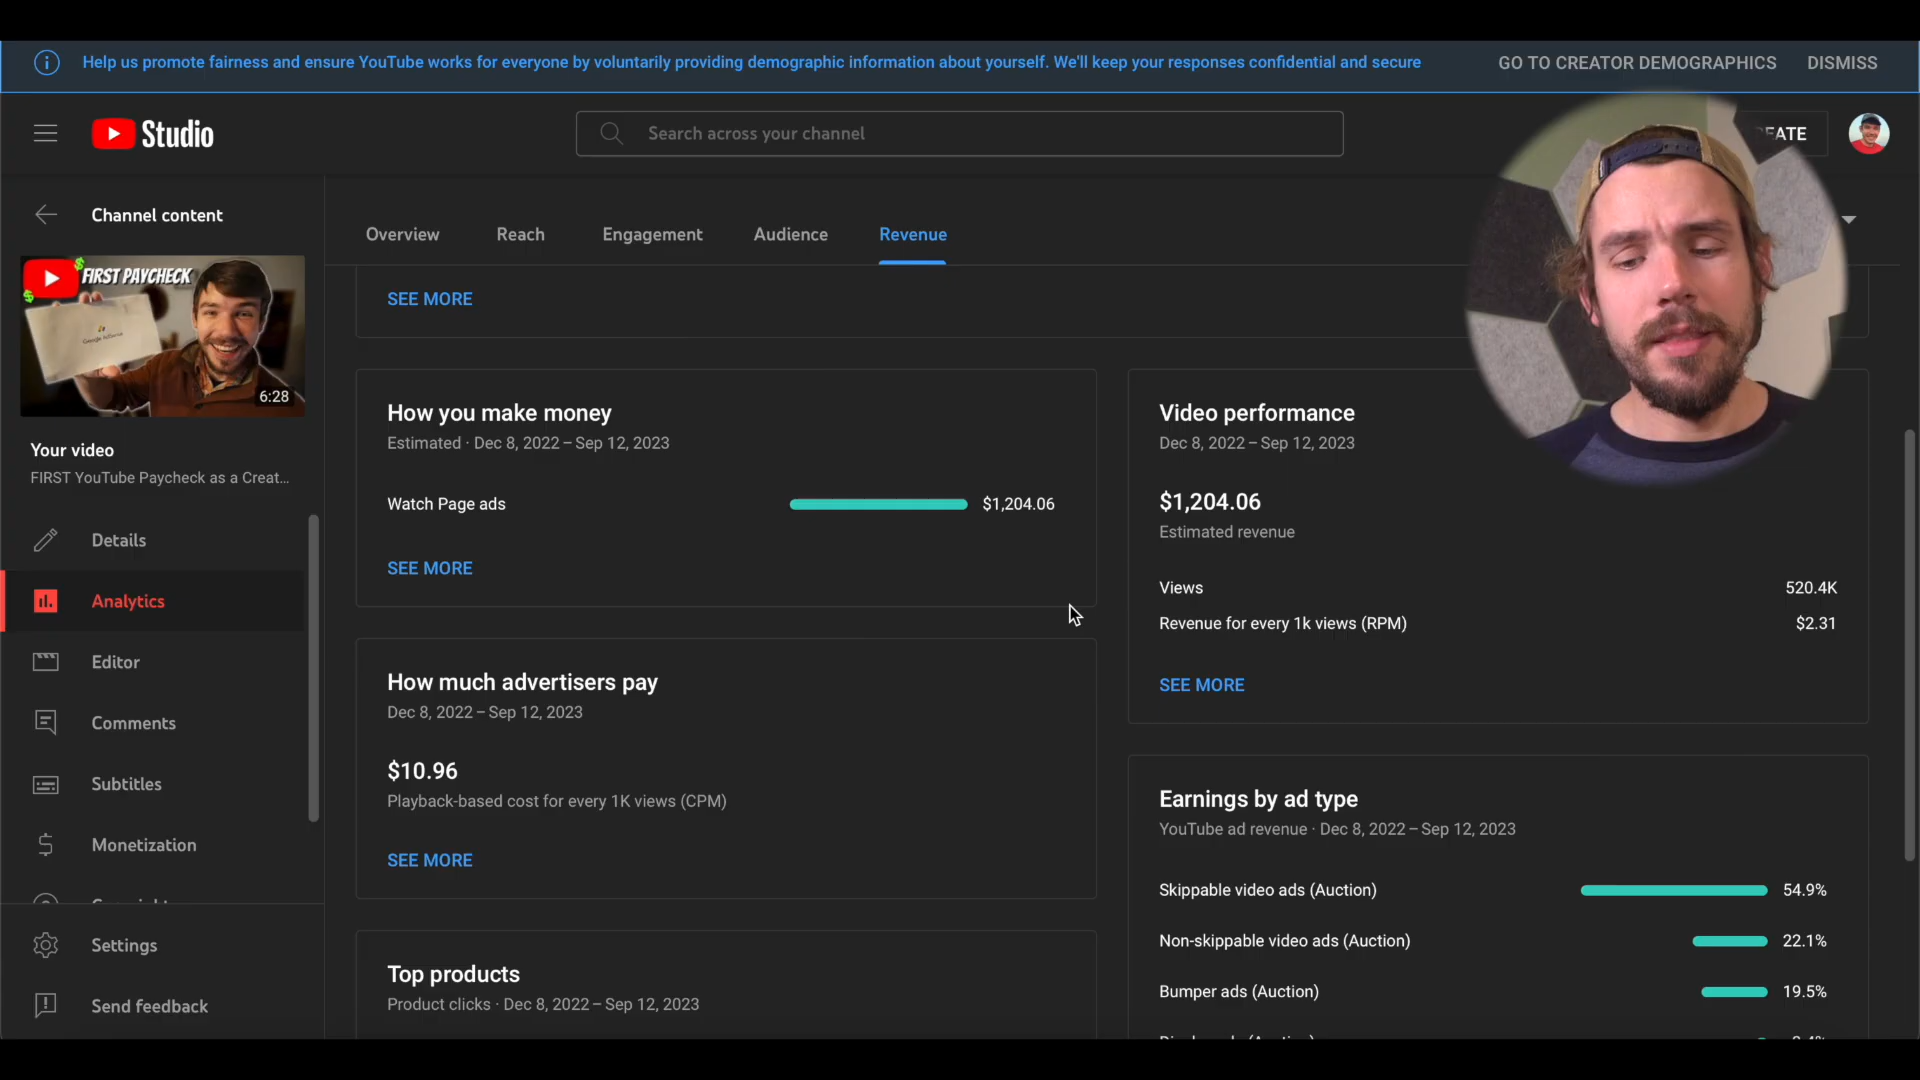 Help us promote fairness and ensure YouTube works for everyone by voluntarily providing demographic information about yourself. We'll keep your responses confidential and secure
GO TO CREATOR DEMOGRAPHICS
DISMISS
Studio
Search across your channel
EATE
Channel content
FIRST PAYCHECK
Google AdSense
6:28
Your video
FIRST YouTube Paycheck as a Creat...
Details
Analytics
Editor
Comments
Subtitles
Monetization
Settings
Send feedback
Overview
Reach
Engagement
Audience
Revenue
SEE MORE
How you make money
Estimated · Dec 8, 2022 – Sep 12, 2023
Watch Page ads
$1,204.06
SEE MORE
How much advertisers pay
Dec 8, 2022 – Sep 12, 2023
$10.96
Playback-based cost for every 1K views (CPM)
SEE MORE
Top products
Product clicks · Dec 8, 2022 – Sep 12, 2023
Video performance
Dec 8, 2022 – Sep 12, 2023
$1,204.06
Estimated revenue
Views 520.4K
Revenue for every 1k views (RPM) $2.31
SEE MORE
Earnings by ad type
YouTube ad revenue · Dec 8, 2022 – Sep 12, 2023
Skippable video ads (Auction) 54.9%
Non-skippable video ads (Auction) 22.1%
Bumper ads (Auction) 19.5%